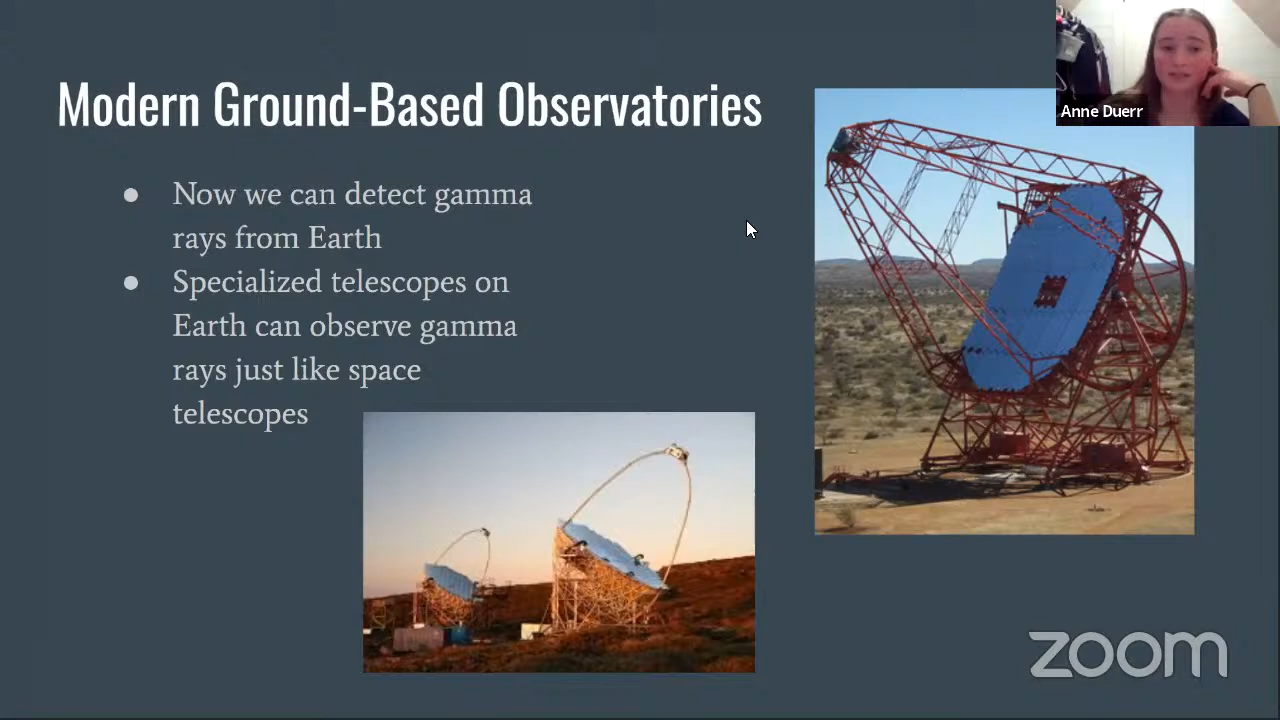 Modern Ground-Based Observatories
Anne Duerr
● Now we can detect gamma
rays from Earth
● Specialized telescopes on
Earth can observe gamma
rays just like space
telescopes
zoom